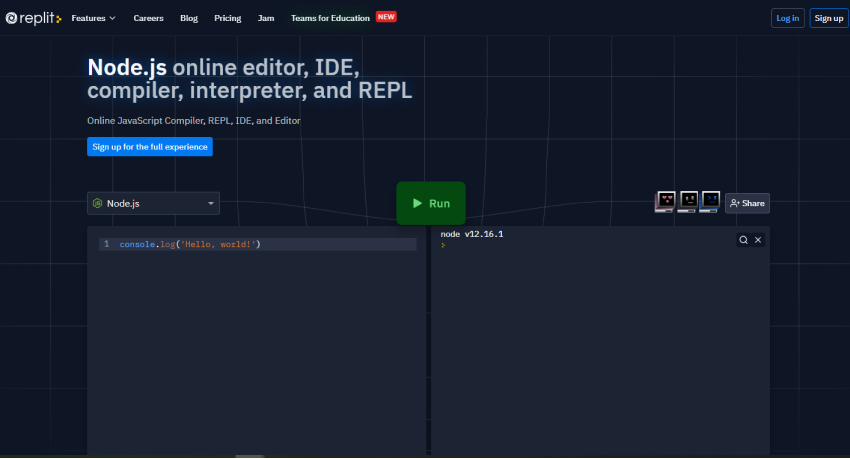 replit
Features Careers Blog Pricing Jam Teams for Education NEW Log in Sign up
Node.js online editor, IDE,
compiler, interpreter, and REPL
Online JavaScript Compiler, REPL, IDE, and Editor
Sign up for the full experience
Node.js
Run
Share
1 console.log('Hello, world!')
node v12.16.1